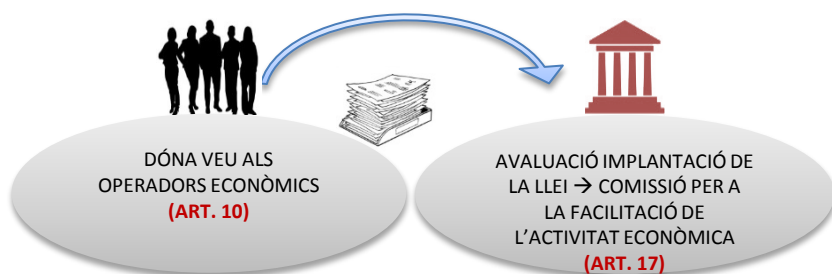 DÓNA VEU ALS
OPERADORS ECONÒMICS
(ART. 10)
AVALUACIÓ IMPLANTACIÓ DE
LA LLEI → COMISSIÓ PER A
LA FACILITACIÓ DE
L’ACTIVITAT ECONÒMICA
(ART. 17)